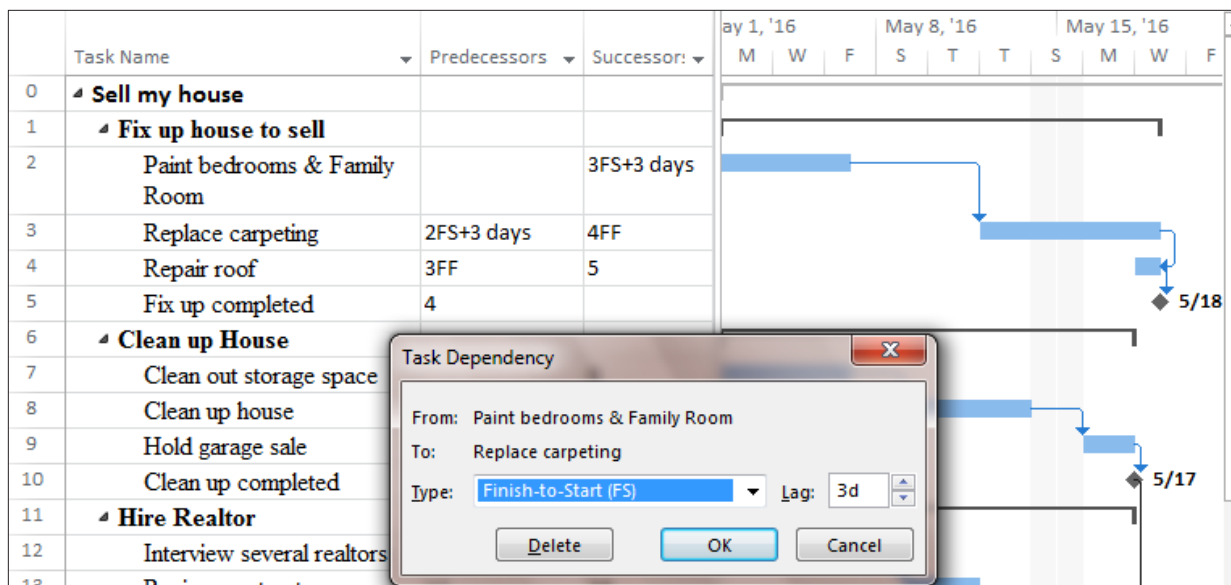 ay 1, '16 May 8, '16 May 15, '16
Task Name Predecessors Successor: M W F S T T S M W F
0 Sell my house
1 Fix up house to sell
2 Paint bedrooms & Family 3FS+3 days
Room
3 Replace carpeting 2FS+3 days 4FF
4 Repair roof 3FF 5
5 Fix up completed 4 5/18
6 Clean up House
Task Dependency
7 Clean out storage space
8 Clean up house
From: Paint bedrooms & Family Room
9 Hold garage sale
To: Replace carpeting
10 Clean up completed 5/17
Type: Finish-to-Start (FS) Lag: 3d
11 Hire Realtor
Delete OK Cancel
12 Interview several realtors
13